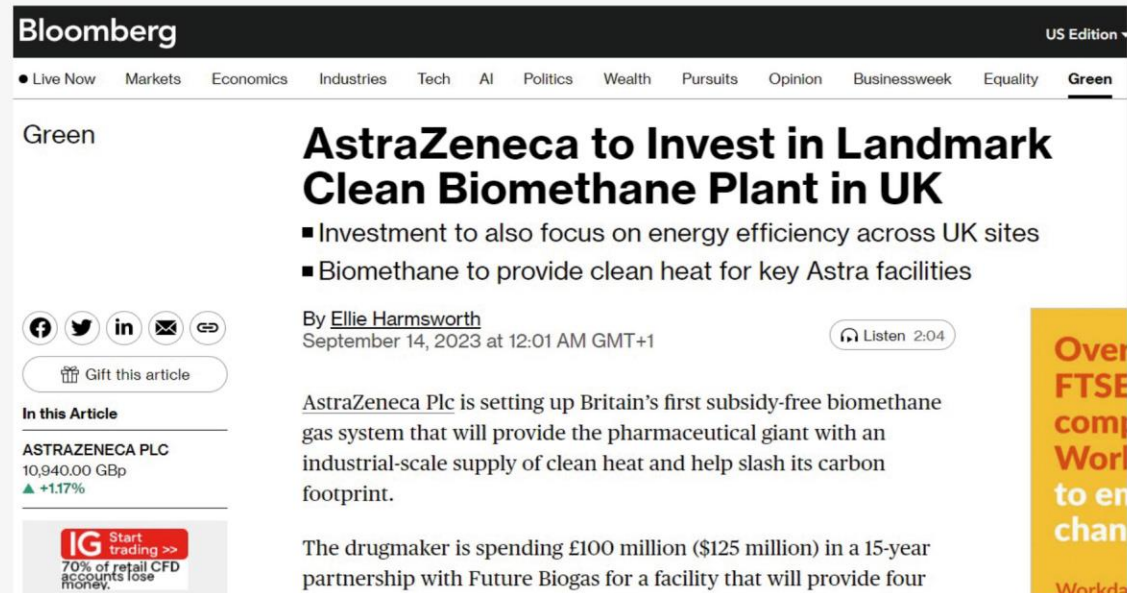 Bloomberg
US Edition
Live Now Markets Economics Industries Tech AI Politics Wealth Pursuits Opinion Businessweek Equality Green
Green
AstraZeneca to Invest in Landmark
Clean Biomethane Plant in UK
Investment to also focus on energy efficiency across UK sites
Biomethane to provide clean heat for key Astra facilities
By Ellie Harmsworth
September 14, 2023 at 12:01 AM GMT+1
Listen 2:04
Gift this article
In this Article
ASTRAZENECA PLC
10,940.00 GBp
+1.17%
AstraZeneca Plc is setting up Britain's first subsidy-free biomethane
gas system that will provide the pharmaceutical giant with an
industrial-scale supply of clean heat and help slash its carbon
footprint.
The drugmaker is spending £100 million ($125 million) in a 15-year
partnership with Future Biogas for a facility that will provide four
IG Start
trading >>
70% of retail CFD
accounts lose
money.
Over
FTSE
to en
chan
Workda